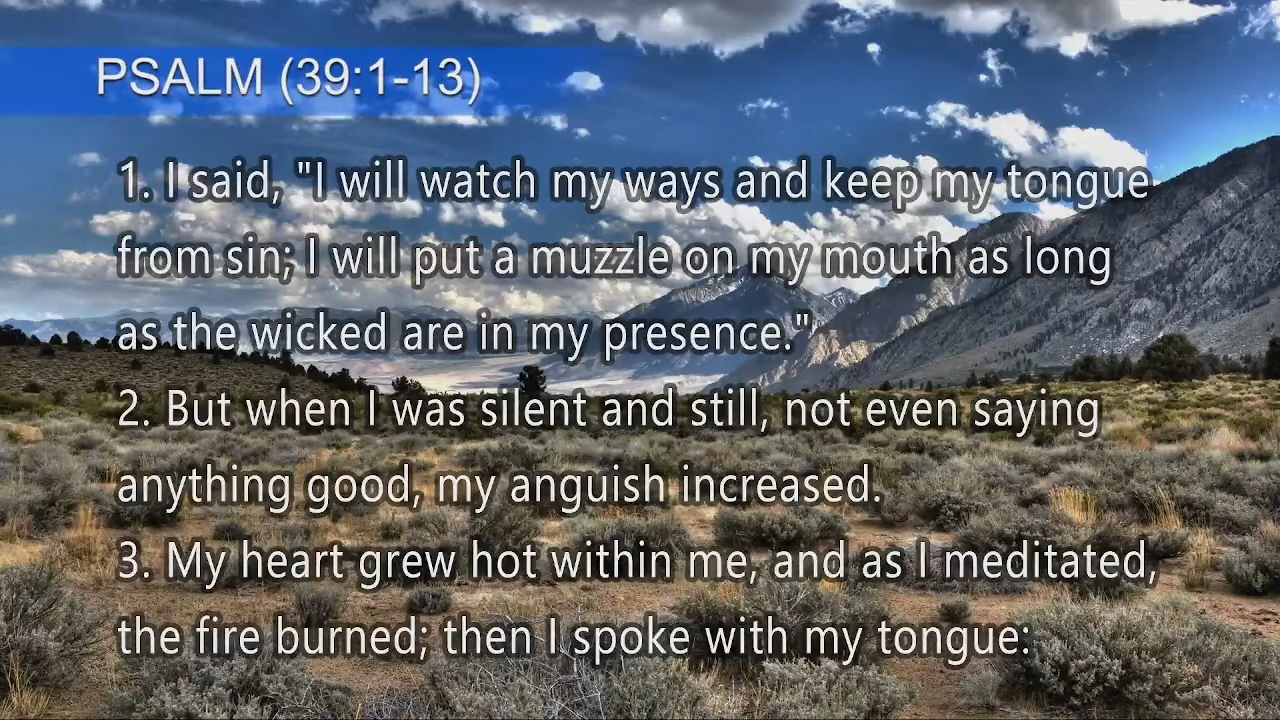 PSALM (39:1-13)
1. I said, "I will watch my ways and keep my tongue
from sin; I will put a muzzle on my mouth as long
as the wicked are in my presence."
2. But when I was silent and still, not even saying
anything good, my anguish increased.
3. My heart grew hot within me, and as I meditated,
the fire burned; then I spoke with my tongue: